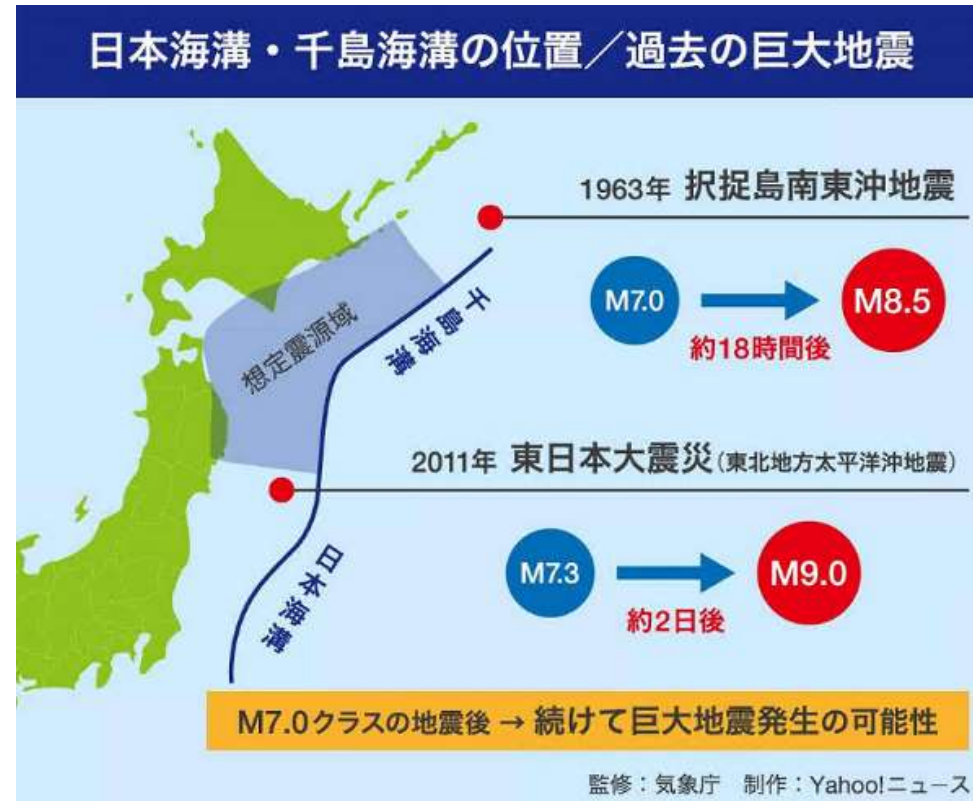 日本海溝・千島海溝の位置／過去の巨大地震
1963年 択捉島南東沖地震
M7.0
M8.5
約18時間後
千島海溝
想定震源域
2011年 東日本大震災（東北地方太平洋沖地震）
M7.3
M9.0
約2日後
日本海溝
M7.0クラスの地震後 → 続けて巨大地震発生の可能性
監修：気象庁　制作：Yahoo!ニュース